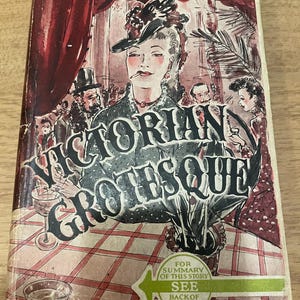 VICTORIAN
GROTESQUE
FOR
SUMMARY
OF THIS STORY
SEE
BACK OF